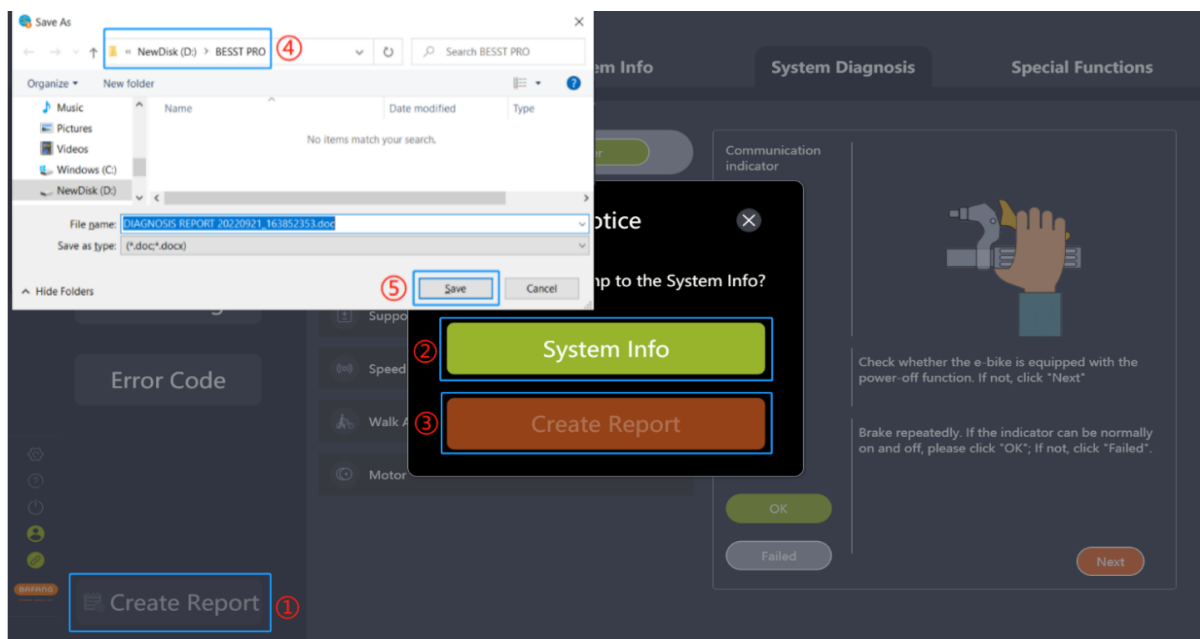 Save As
« NewDisk (D:) > BESST PRO
④
Search BESST PRO
Organize
New folder
?
Music
Pictures
Videos
Windows (C:)
NewDisk (D:)
Name
Date modified
Type
No items match your search.
File name:
DIAGNOSIS REPORT 20220921_163852353.doc
Save as type:
(*.doc;*.docx)
Hide Folders
⑤
Save
Cancel
Info
System Diagnosis
Special Functions
Communication
indicator
to the System Info?
②
System Info
③
Create Report
Error Code
Speed
Walk
Motor
Check whether the e-bike is equipped with the
power-off function. If not, click "Next"
Brake repeatedly. If the indicator can be normally
on and off, please click "OK"; If not, click "Failed".
OK
Failed
Next
?
BAFANG
Create Report
①